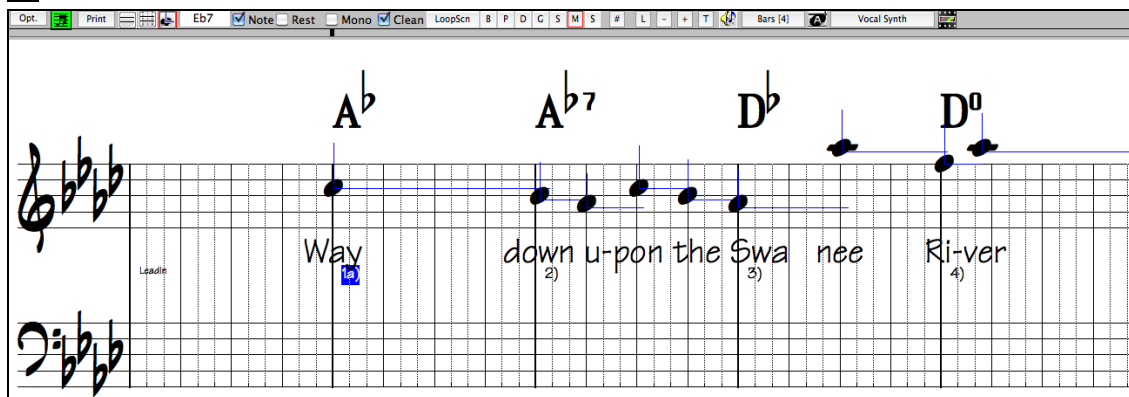 Opt. Print Eb7 Note Rest Mono Clean LoopScn B P D G S M S # L - + T Bars [4] A Vocal Synth
A♭ A♭7 D♭ D⁰
Way down u-pon the Swa nee Ri-ver
LeadIn 1a) 2) 3) 4)